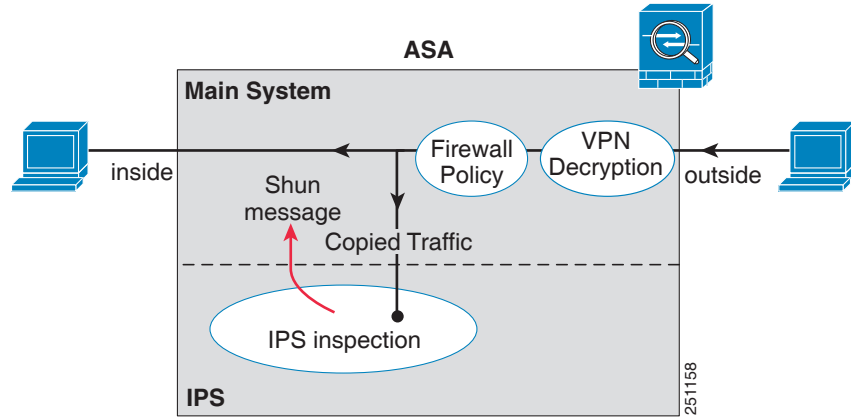 ASA
Main System
Firewall
Policy
VPN
Decryption
inside
outside
Shun
message
Copied Traffic
IPS inspection
IPS
251158